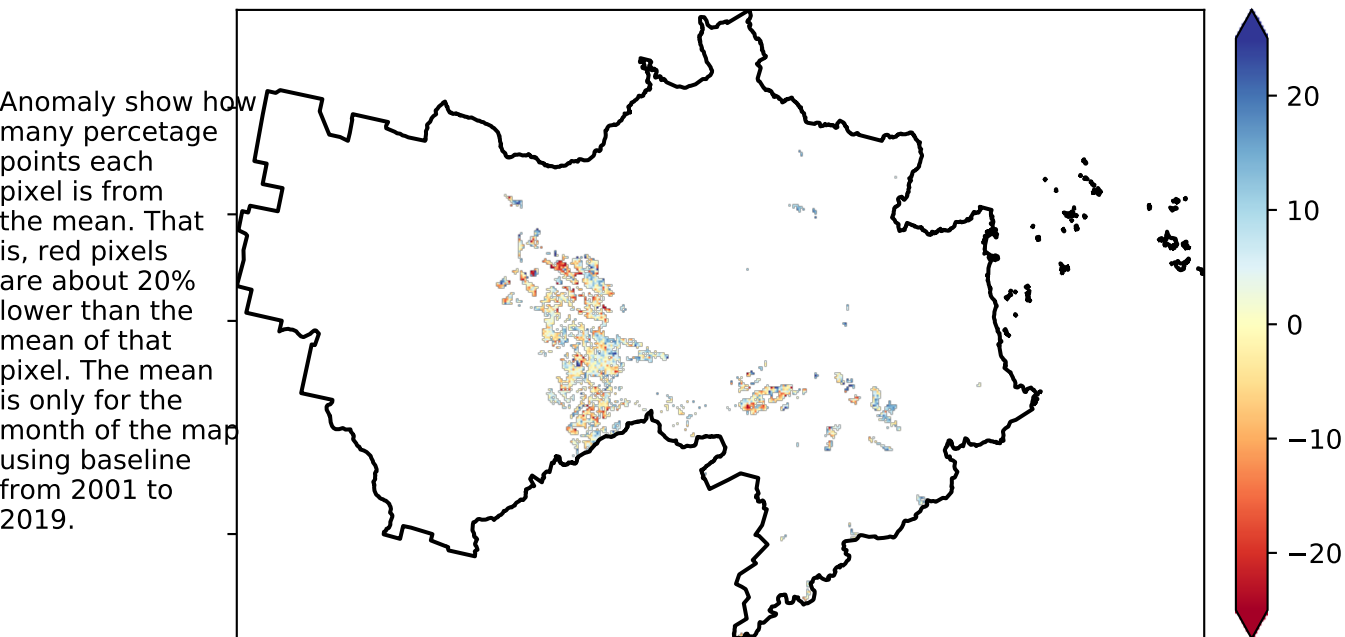 Anomaly show how
many percetage
points each
pixel is from
the mean. That
is, red pixels
are about 20%
lower than the
mean of that
pixel. The mean
is only for the
month of the map
using baseline
from 2001 to
2019.
20
10
0
−10
−20